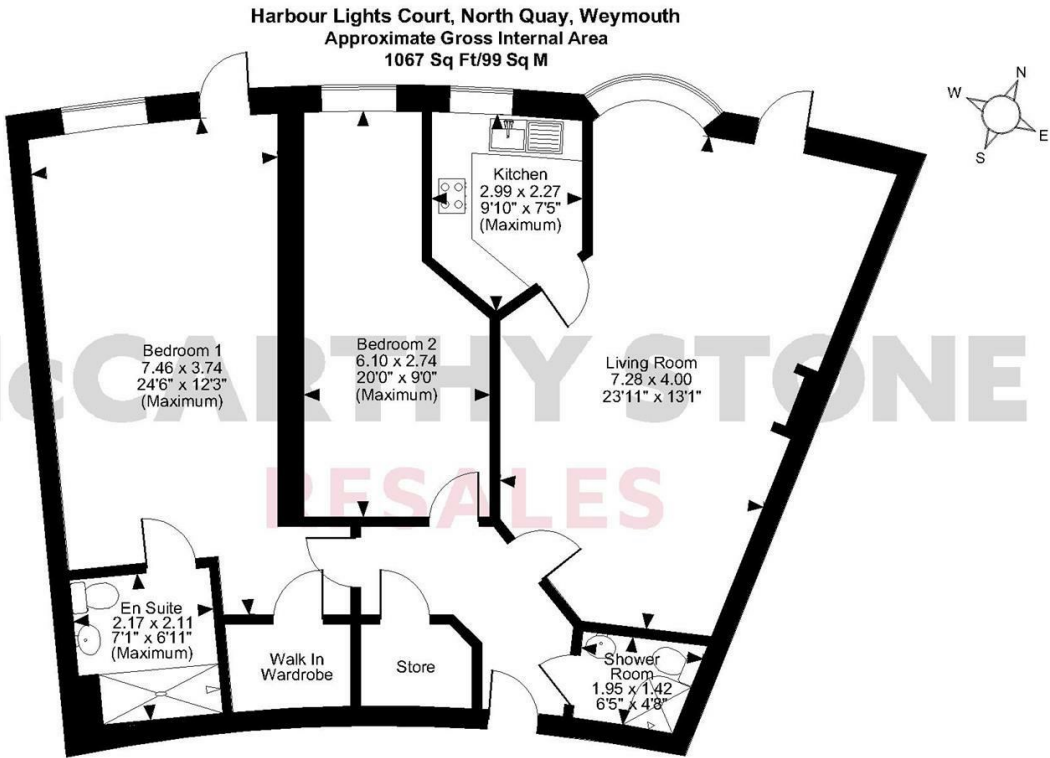 Harbour Lights Court, North Quay, Weymouth
Approximate Gross Internal Area
1067 Sq Ft/99 Sq M
N
W
E
S
Kitchen
2.99 x 2.27
9'10" x 7'5"
(Maximum)
Bedroom 1
7.46 x 3.74
24'6" x 12'3"
(Maximum)
Bedroom 2
6.10 x 2.74
20'0" x 9'0"
(Maximum)
Living Room
7.28 x 4.00
23'11" x 13'1"
McCARTHY STONE
RESALES
En Suite
2.17 x 2.11
7'1" x 6'11"
(Maximum)
Walk In
Wardrobe
Store
Shower
Room
1.95 x 1.42
6'5" x 4'8"